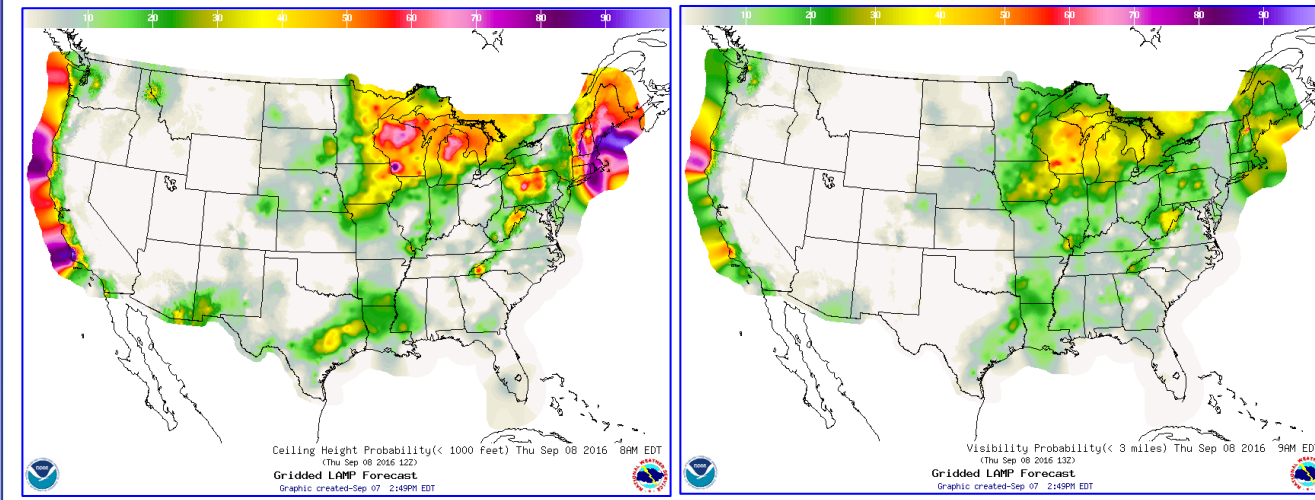 10 20 30 40 50 60 70 80 90
Ceiling Height Probability(< 1000 feet) Thu Sep 08 2016 8AM EDT
(Thu Sep 08 2016 12Z)
Gridded LAMP Forecast
Graphic created-Sep 07 2:49PM EDT
noaa
10 20 30 40 50 60 70 80 90
Visibility Probability(< 3 miles) Thu Sep 08 2016 9AM EDT
(Thu Sep 08 2016 13Z)
Gridded LAMP Forecast
Graphic created-Sep 07 2:49PM EDT
noaa